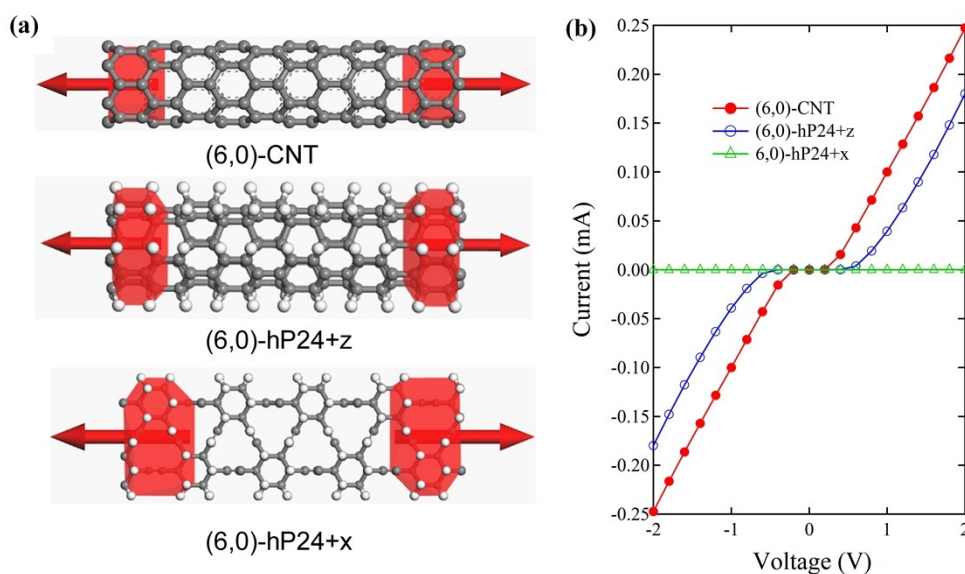 (a)
(6,0)-CNT
(6,0)-hP24+z
(6,0)-hP24+x
(b)
0.25
0.20
0.15
0.10
0.05
0.00
-0.05
-0.10
-0.15
-0.20
-0.25
Current (mA)
(6,0)-CNT
(6,0)-hP24+z
6,0)-hP24+x
-2 -1 0 1 2
Voltage (V)